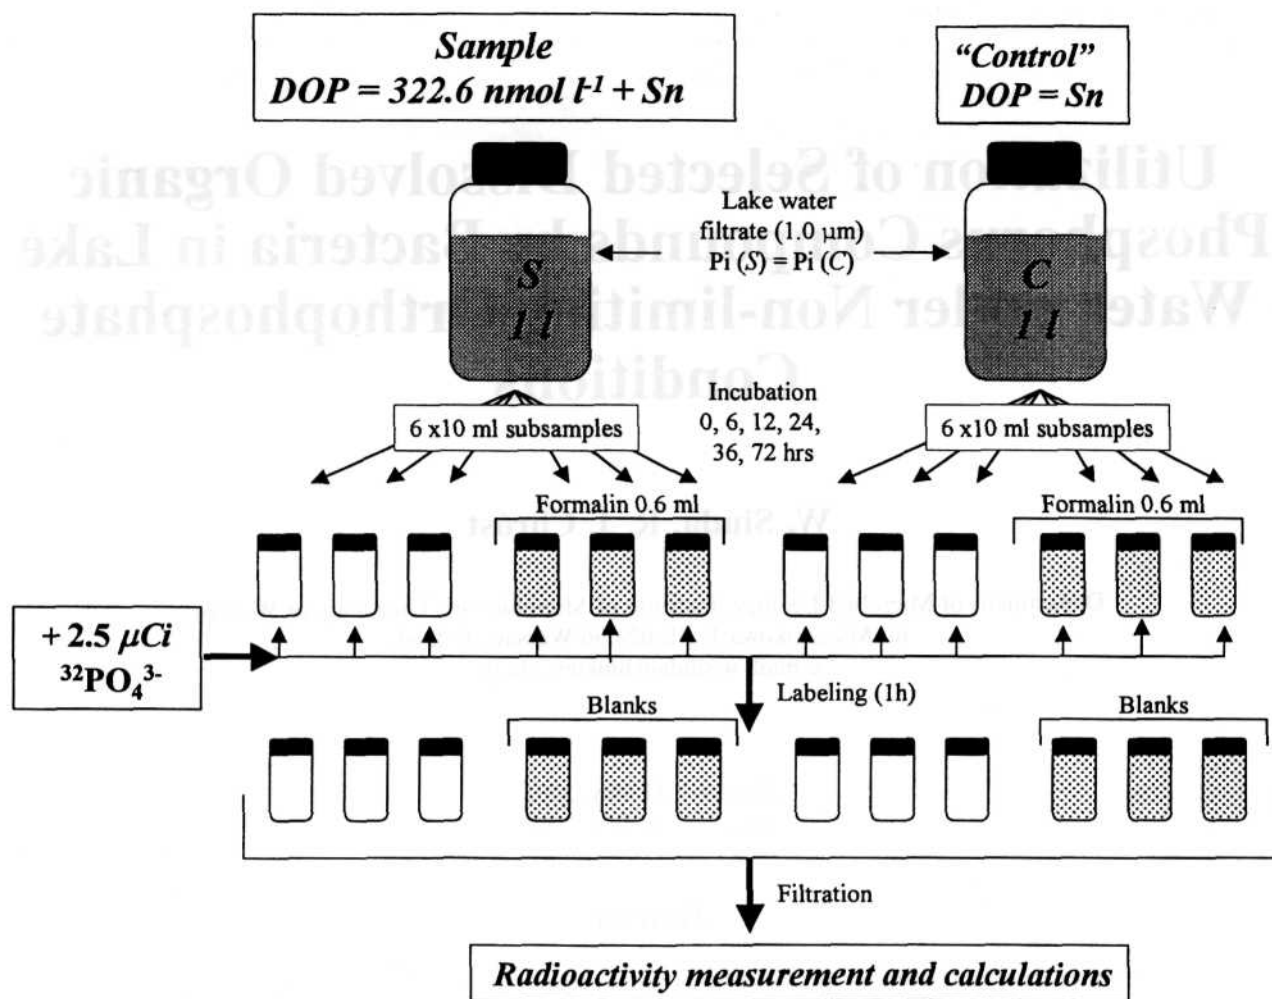 Sample
DOP = 322.6 nmol l⁻¹ + Sn
“Control”
DOP = Sn
Lake water
filtrate (1.0 µm)
Pi (S) = Pi (C)
S
1 l
C
1 l
Incubation
0, 6, 12, 24,
36, 72 hrs
6 x10 ml subsamples
6 x10 ml subsamples
Formalin 0.6 ml
Formalin 0.6 ml
+ 2.5 µCi
³²PO₄³⁻
Labeling (1h)
Blanks
Blanks
Filtration
Radioactivity measurement and calculations